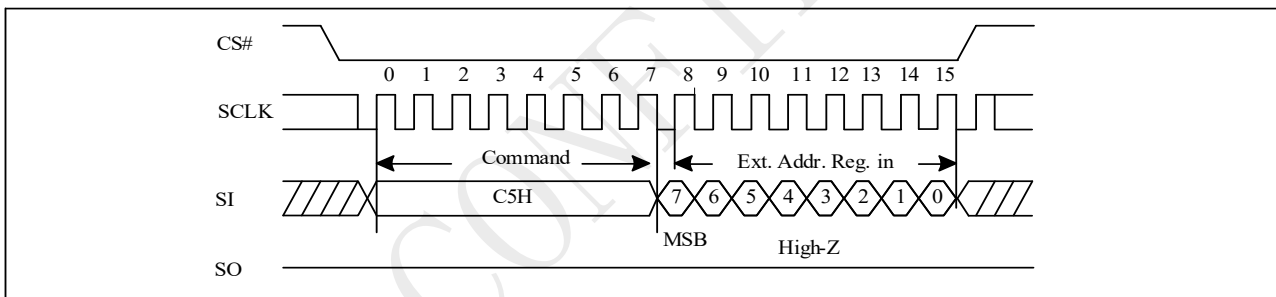 CONFI
CS#
0 1 2 3 4 5 6 7 8 9 10 11 12 13 14 15
SCLK
Command Ext. Addr. Reg. in
SI C5H 7 6 5 4 3 2 1 0
MSB High-Z
SO